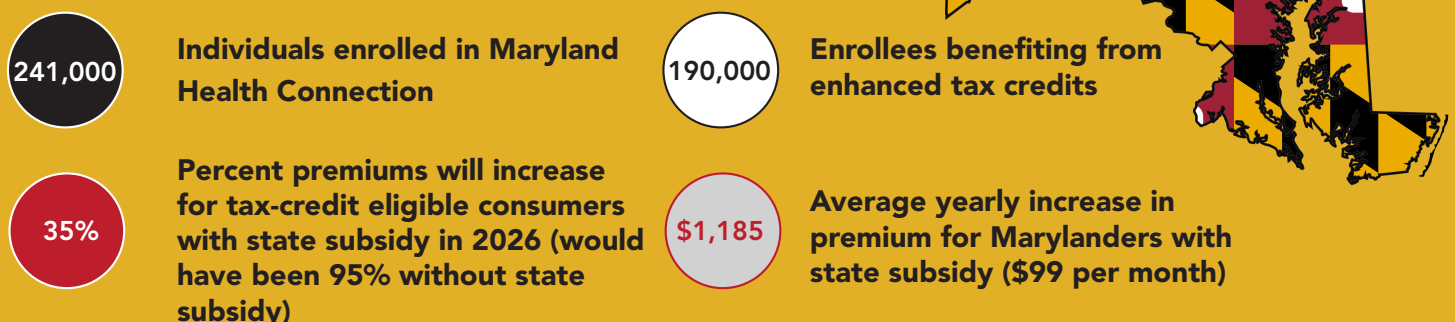 241,000
Individuals enrolled in Maryland
Health Connection
190,000
Enrollees benefiting from
enhanced tax credits
35%
Percent premiums will increase
for tax-credit eligible consumers
with state subsidy in 2026 (would
have been 95% without state
subsidy)
$1,185
Average yearly increase in
premium for Marylanders with
state subsidy ($99 per month)